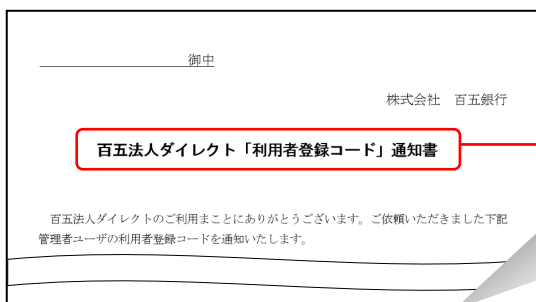 御中
株式会社　百五銀行
百五法人ダイレクト「利用者登録コード」通知書
百五法人ダイレクトのご利用まことにありがとうございます。ご依頼いただきました下記
管理者ユーザの利用者登録コードを通知いたします。